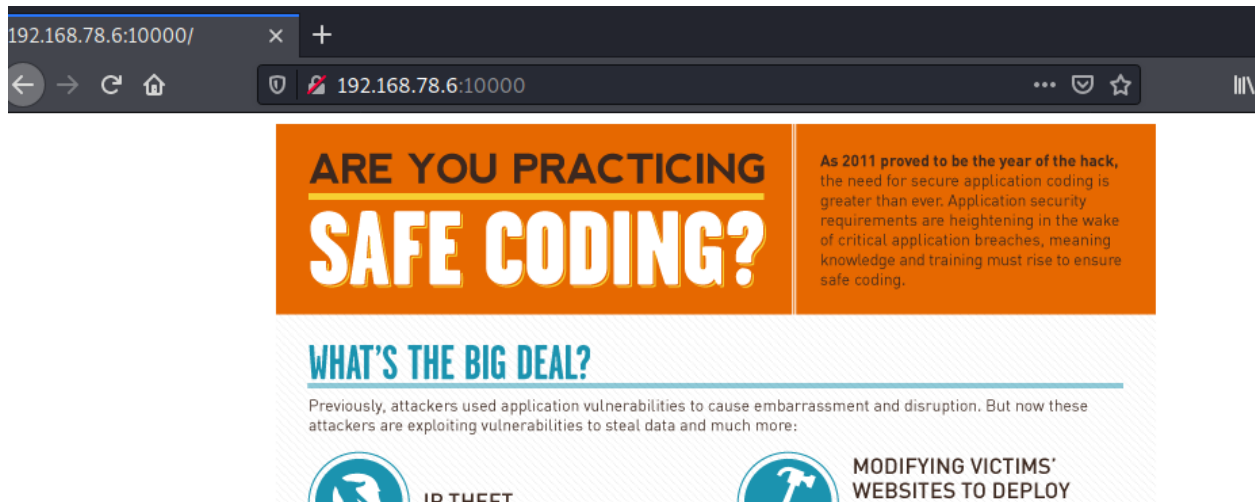 192.168.78.6:10000/
192.168.78.6:10000
ARE YOU PRACTICING
SAFE CODING?
As 2011 proved to be the year of the hack,
the need for secure application coding is
greater than ever. Application security
requirements are heightening in the wake
of critical application breaches, meaning
knowledge and training must rise to ensure
safe coding.
WHAT'S THE BIG DEAL?
Previously, attackers used application vulnerabilities to cause embarrassment and disruption. But now these
attackers are exploiting vulnerabilities to steal data and much more:
IP THEFT
MODIFYING VICTIMS'
WEBSITES TO DEPLOY